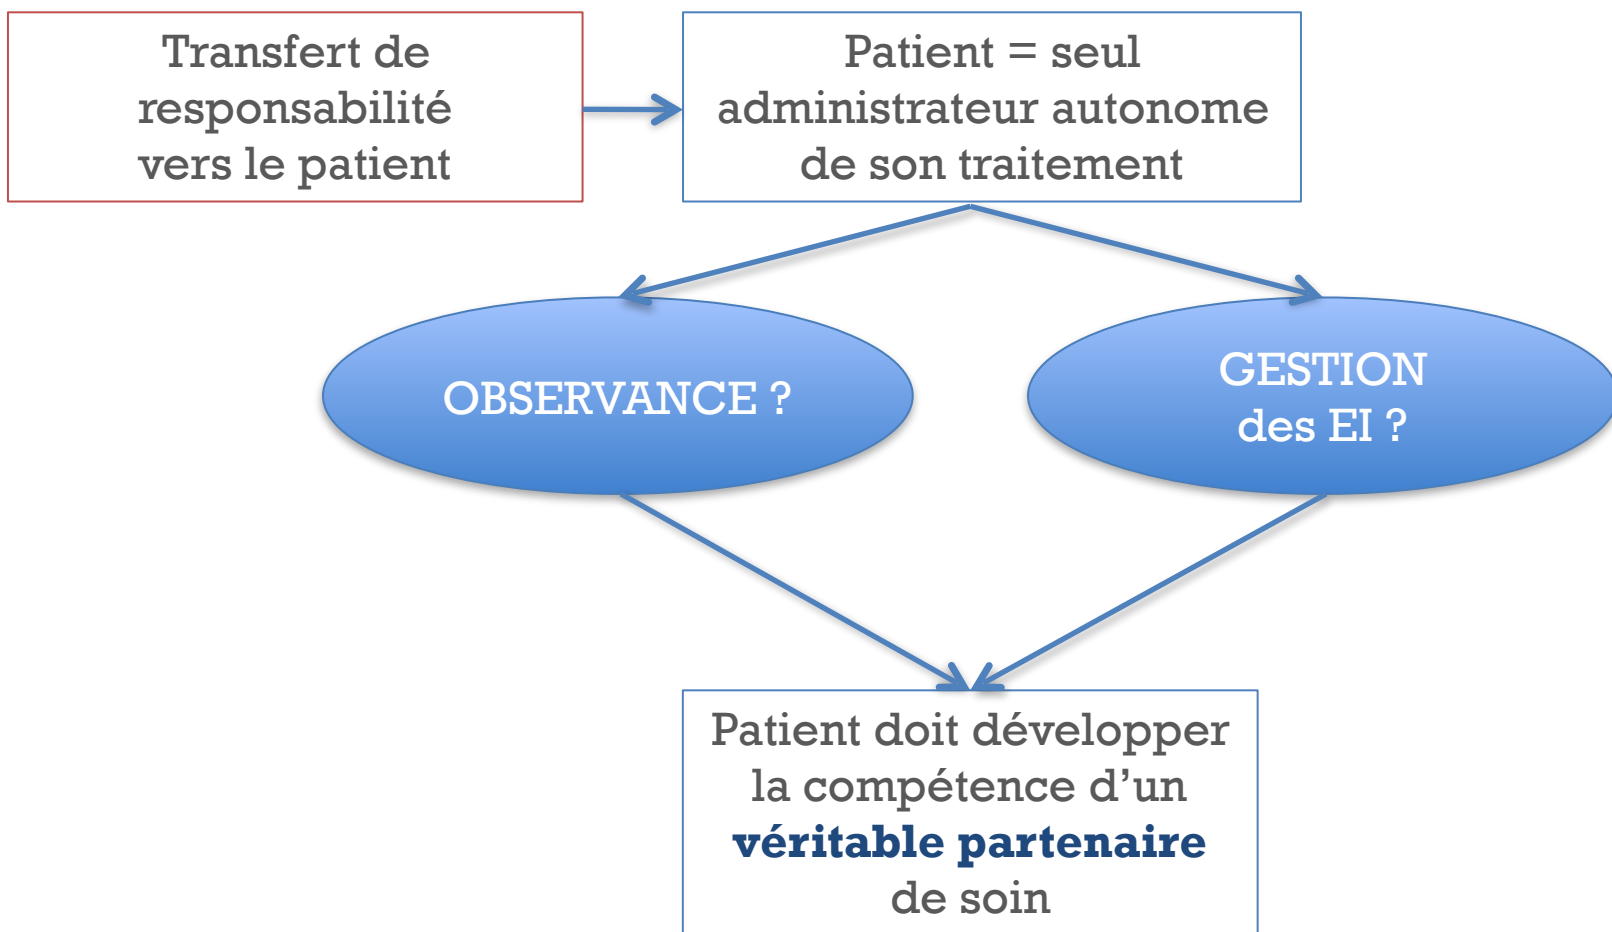 Transfert de
responsabilité
vers le patient
Patient = seul
administrateur autonome
de son traitement
OBSERVANCE ?
GESTION
des EI ?
Patient doit développer
la compétence d’un
véritable partenaire
de soin